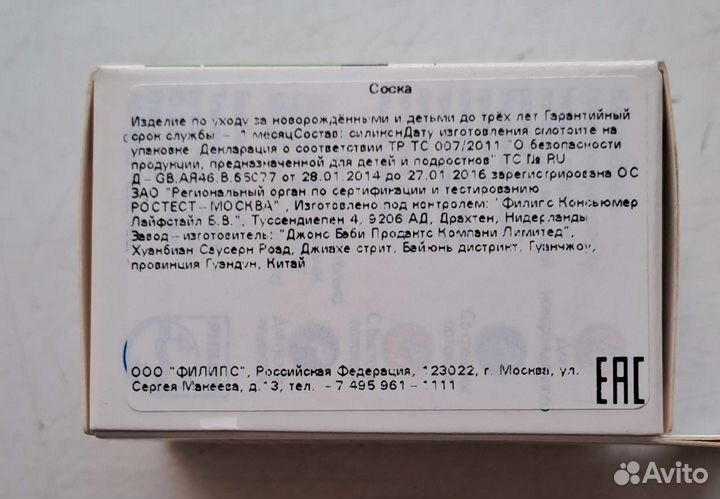 Соска
Изделие по уходу за новорождёнными и детьми до трёх лет Гарантийный
срок службы – 1 месяцСостав: силиконДату изготовления смотрите на
упаковке Декларация о соответствии ТР ТС 007/2011 "О безопасности
продукции, предназначенной для детей и подростков" ТС № RU
Д – GB.АЯ46.В.65077 от 28.01 2014 до 27.01 2016 зарегистрирована ОС
ЗАО "Региональный орган по сертификации и тестированию
РОСТЕСТ – МОСКВА" , Изготовлено под контролем: "Филипс Консьюмер
Лайфстайл Б.В.", Туссендиепен 4, 9206 АД, Драхтен, Нидерланды
Завод – изготовитель: "Джонс Баби Продактс Компани Лимитед",
Хуанбиан Саусерн Роад, Джиахе стрит, Байюнь дистрикт, Гуанчжоу,
провинция Гуандун, Китай
ООО "ФИЛИПС", Российская Федерация, 123022, г. Москва, ул.
Сергея Макеева, д.13, тел. +7 495 961 – 1111
EAC
Avito